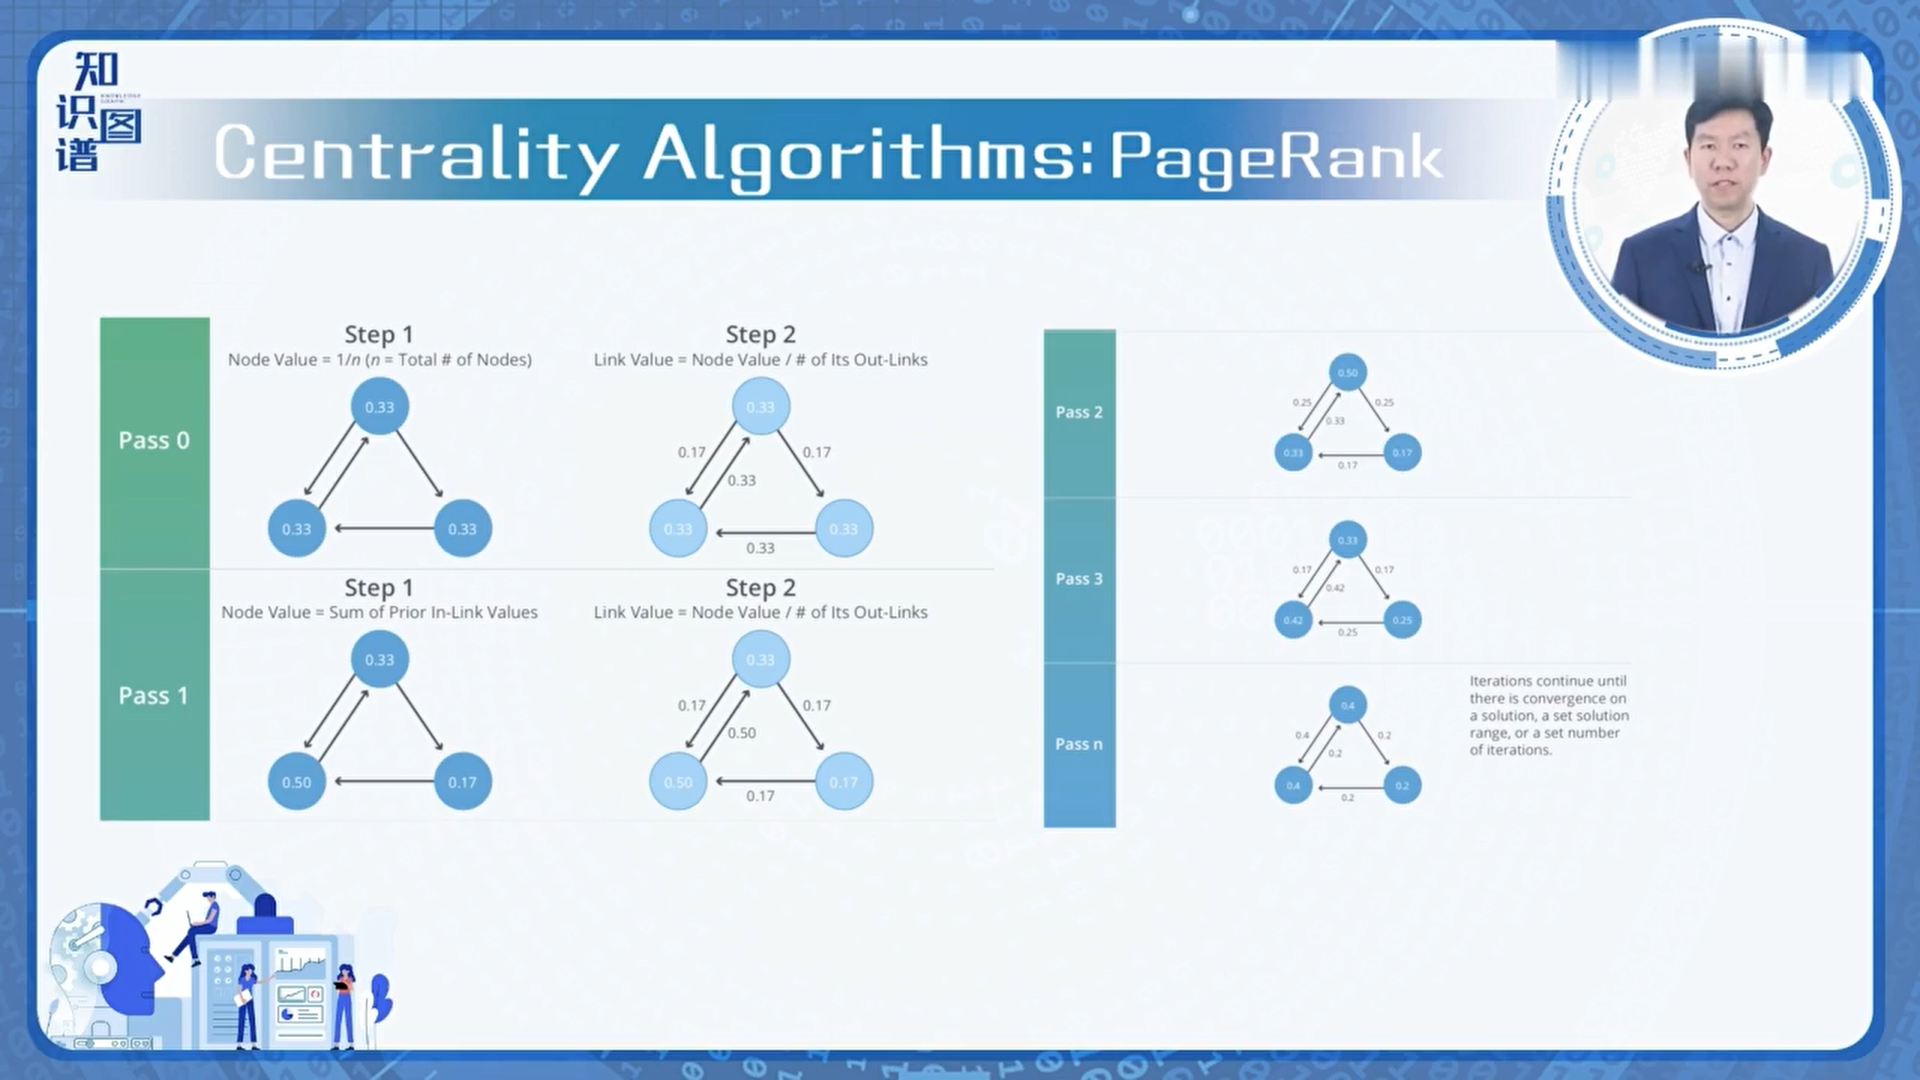 知识图谱
KNOWLEDGE
GRAPH
Centrality Algorithms: PageRank
Pass 0
Step 1
Node Value = 1/n (n = Total # of Nodes)
0.33
0.33
0.33
Step 2
Link Value = Node Value / # of Its Out-Links
0.33
0.17
0.17
0.33
0.33
0.33
0.33
Pass 1
Step 1
Node Value = Sum of Prior In-Link Values
0.33
0.50
0.17
Step 2
Link Value = Node Value / # of Its Out-Links
0.33
0.17
0.17
0.50
0.50
0.17
0.17
Pass 2
0.50
0.25
0.25
0.33
0.33
0.17
0.17
Pass 3
0.33
0.17
0.17
0.42
0.42
0.25
0.25
Pass n
0.4
0.4
0.2
0.2
0.4
0.2
0.2
Iterations continue until
there is convergence on
a solution, a set solution
range, or a set number
of iterations.